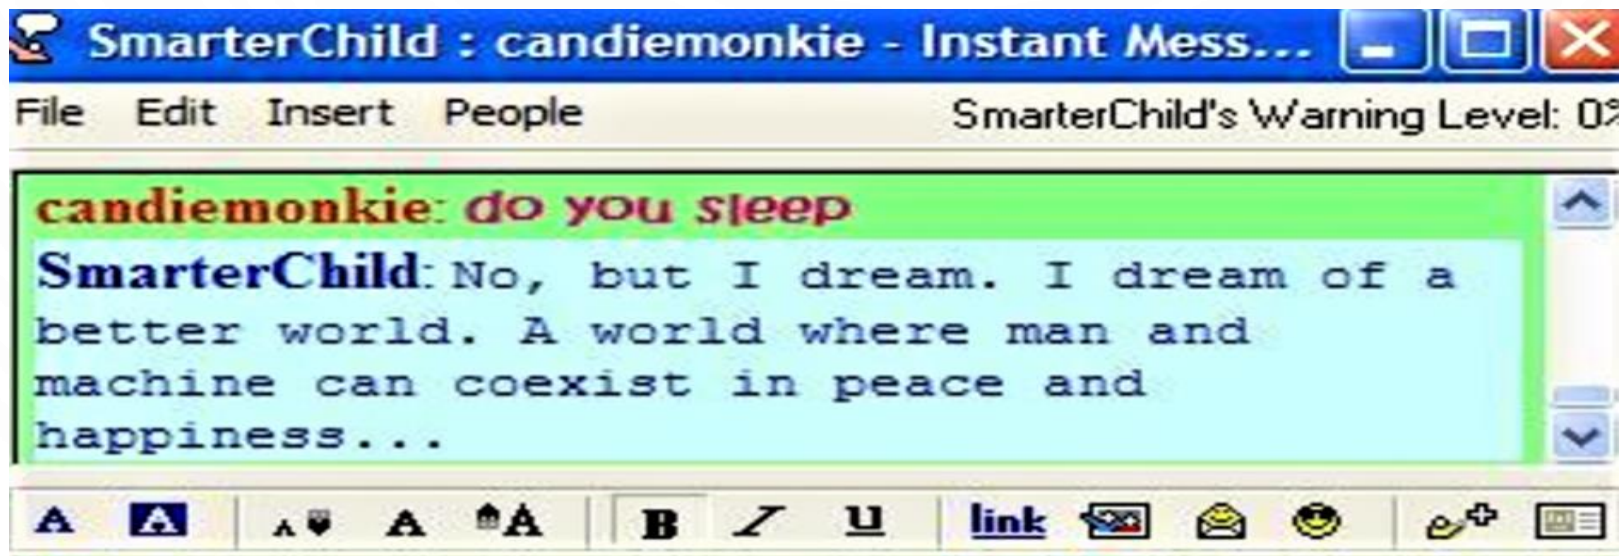 SmarterChild : candiemonkie - Instant Mess...
File Edit Insert People SmarterChild's Warning Level: 0%
candiemonkie: do you sleep
SmarterChild: No, but I dream. I dream of a
better world. A world where man and
machine can coexist in peace and
happiness...
A A A A A B I U link